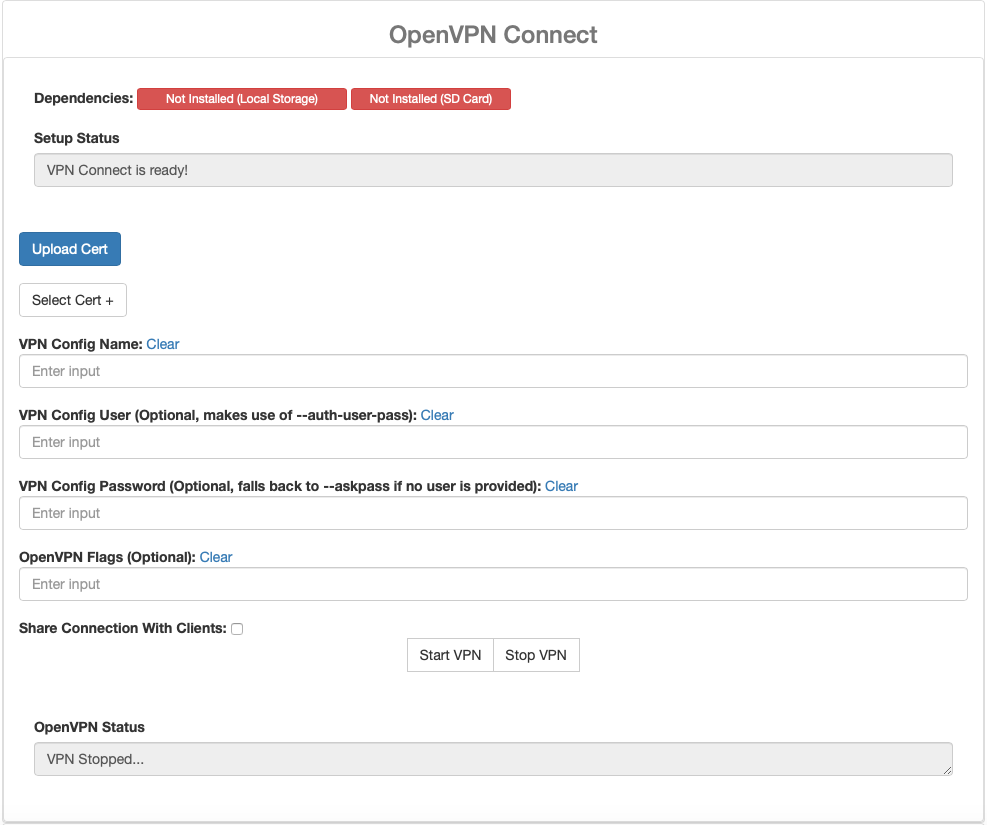 OpenVPN Connect
Dependencies: Not Installed (Local Storage) Not Installed (SD Card)
Setup Status
VPN Connect is ready!
Upload Cert
Select Cert +
VPN Config Name: Clear
Enter input
VPN Config User (Optional, makes use of --auth-user-pass): Clear
Enter input
VPN Config Password (Optional, falls back to --askpass if no user is provided): Clear
Enter input
OpenVPN Flags (Optional): Clear
Enter input
Share Connection With Clients:
Start VPN Stop VPN
OpenVPN Status
VPN Stopped...